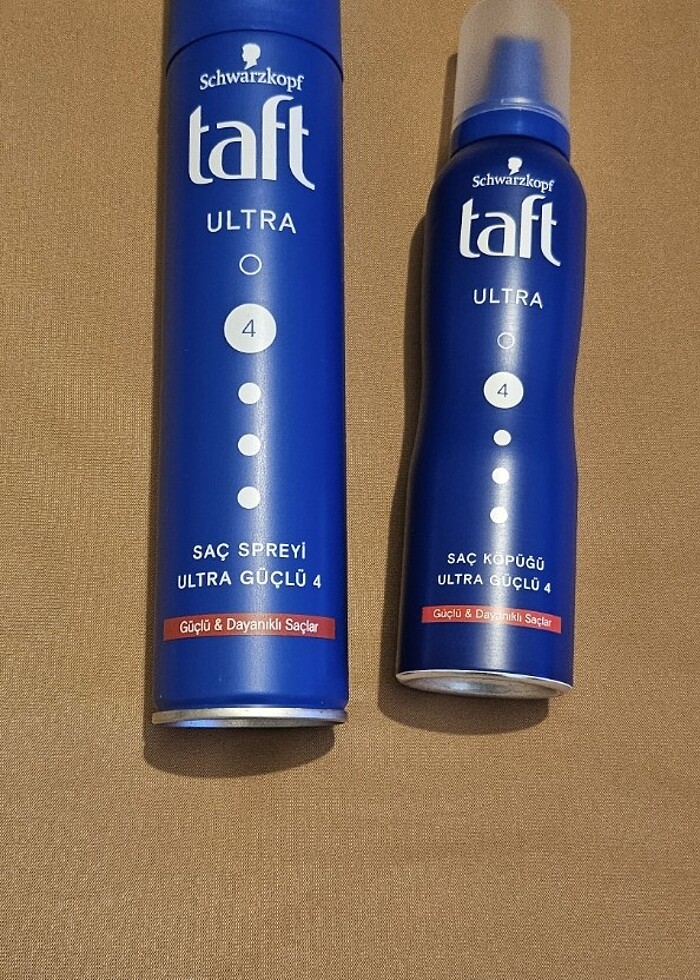 Schwarzkopf
taft
ULTRA
4
SAÇ SPREYİ
ULTRA GÜÇLÜ 4
Güçlü & Dayanıklı Saçlar
Schwarzkopf
taft
ULTRA
4
SAÇ KÖPÜĞÜ
ULTRA GÜÇLÜ 4
Güçlü & Dayanıklı Saçlar